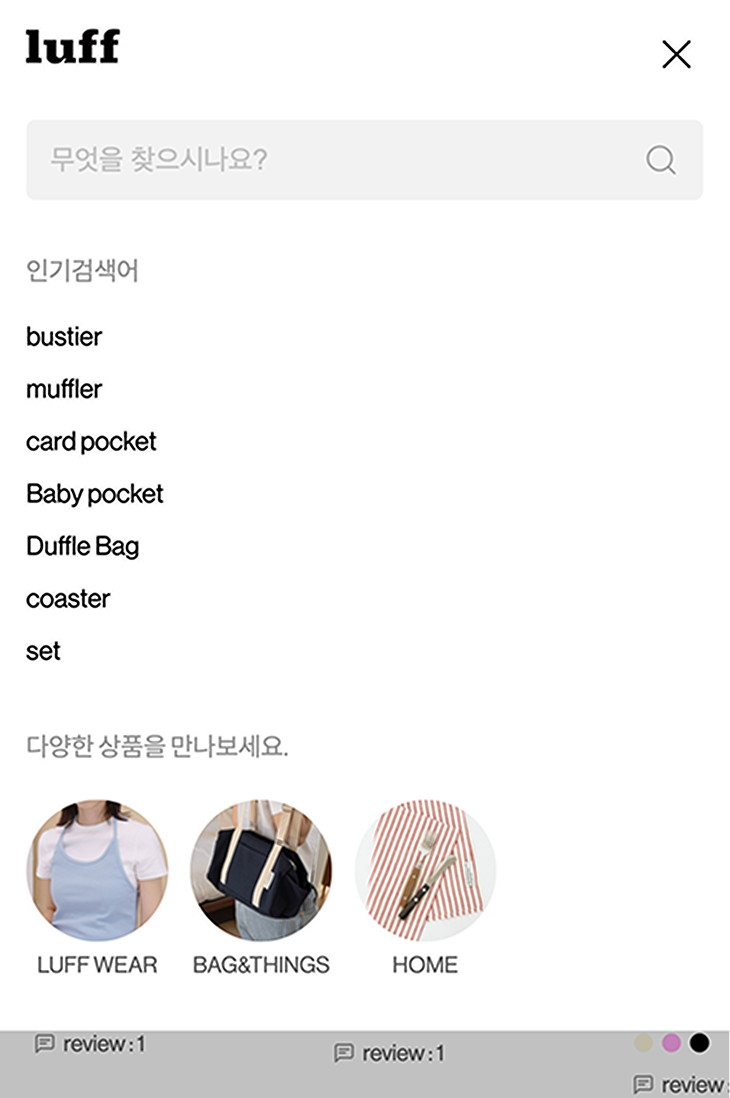 luff
무엇을 찾으시나요?
인기검색어
bustier
muffler
card pocket
Baby pocket
Duffle Bag
coaster
set
다양한 상품을 만나보세요.
LUFF WEAR
BAG&THINGS
HOME
review : 1
review : 1
review :